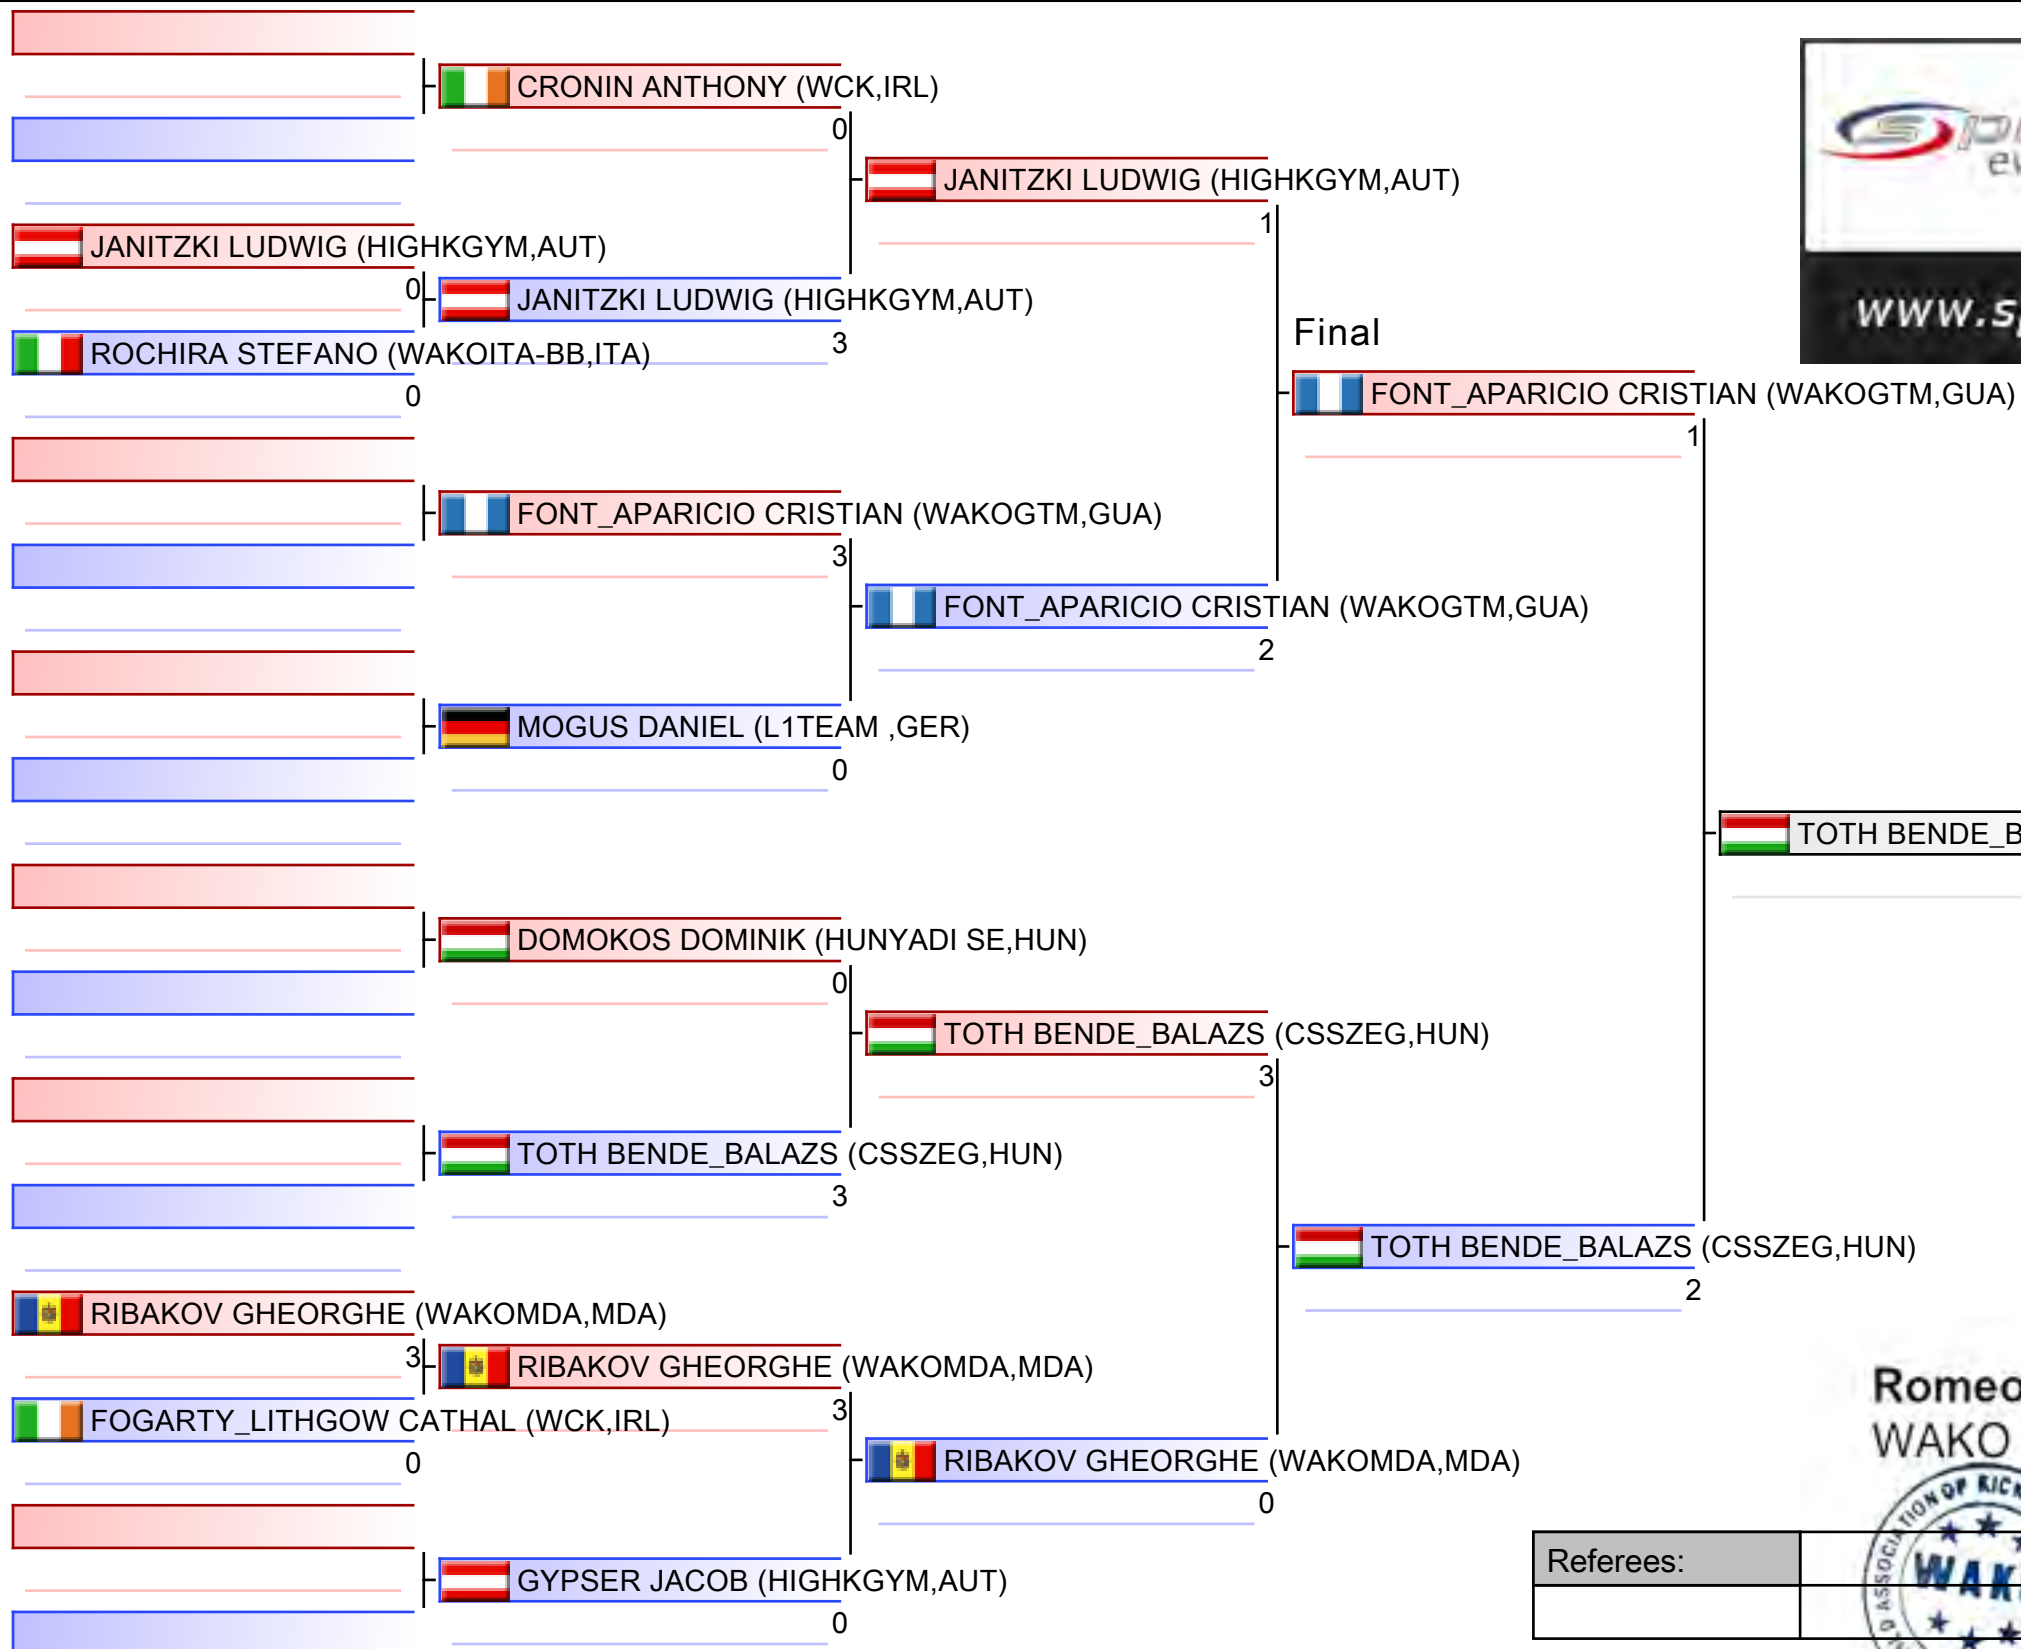 CRONIN ANTHONY (WCK,IRL)
0
JANITZKI LUDWIG (HIGHKGYM,AUT)
1
JANITZKI LUDWIG (HIGHKGYM,AUT)
0
JANITZKI LUDWIG (HIGHKGYM,AUT)
3
ROCHIRA STEFANO (WAKOITA-BB,ITA)
0
www.s
Final
FONT_APARICIO CRISTIAN (WAKOGTM,GUA)
1
FONT_APARICIO CRISTIAN (WAKOGTM,GUA)
3
FONT_APARICIO CRISTIAN (WAKOGTM,GUA)
2
MOGUS DANIEL (L1TEAM ,GER)
0
TOTH BENDE_B
DOMOKOS DOMINIK (HUNYADI SE,HUN)
0
TOTH BENDE_BALAZS (CSSZEG,HUN)
3
TOTH BENDE_BALAZS (CSSZEG,HUN)
3
TOTH BENDE_BALAZS (CSSZEG,HUN)
2
RIBAKOV GHEORGHE (WAKOMDA,MDA)
3
RIBAKOV GHEORGHE (WAKOMDA,MDA)
3
FOGARTY_LITHGOW CATHAL (WCK,IRL)
0
RIBAKOV GHEORGHE (WAKOMDA,MDA)
0
GYPSER JACOB (HIGHKGYM,AUT)
0
Romeo
WAKO
Referees: